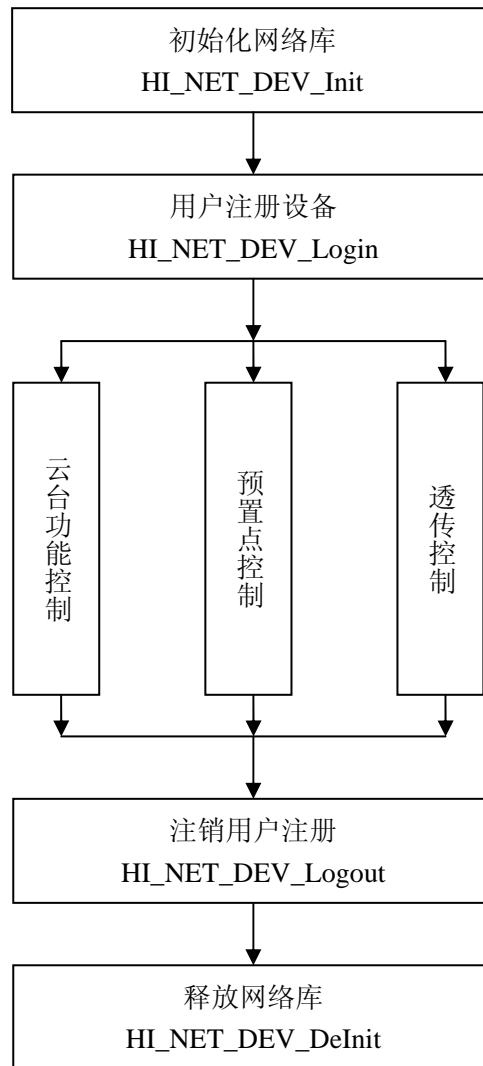 初始化网络库
HI_NET_DEV_Init
用户注册设备
HI_NET_DEV_Login
云台功能控制
预置点控制
透传控制
注销用户注册
HI_NET_DEV_Logout
释放网络库
HI_NET_DEV_DeInit